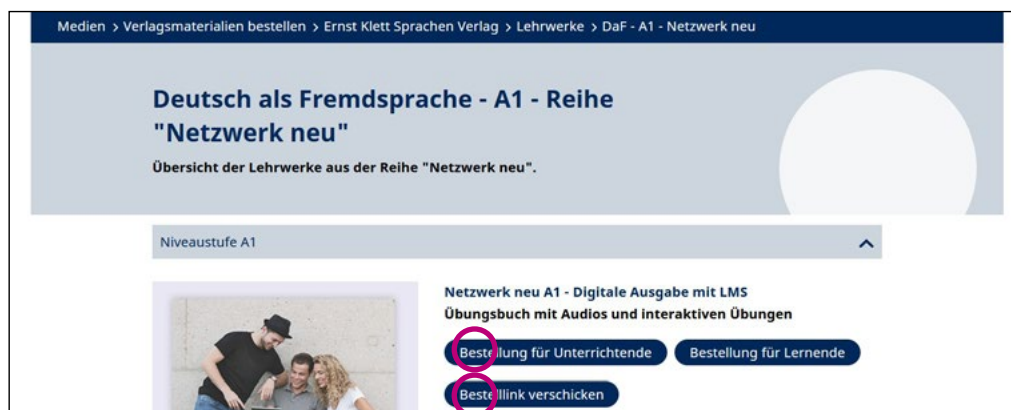 Medien > Verlagsmaterialien bestellen > Ernst Klett Sprachen Verlag > Lehrwerke > DaF - A1 - Netzwerk neu
Deutsch als Fremdsprache - A1 - Reihe
"Netzwerk neu"
Übersicht der Lehrwerke aus der Reihe "Netzwerk neu".
Niveaustufe A1
Netzwerk neu A1 - Digitale Ausgabe mit LMS
Übungsbuch mit Audios und interaktiven Übungen
Bestellung für Unterrichtende Bestellung für Lernende
Bestelllink verschicken